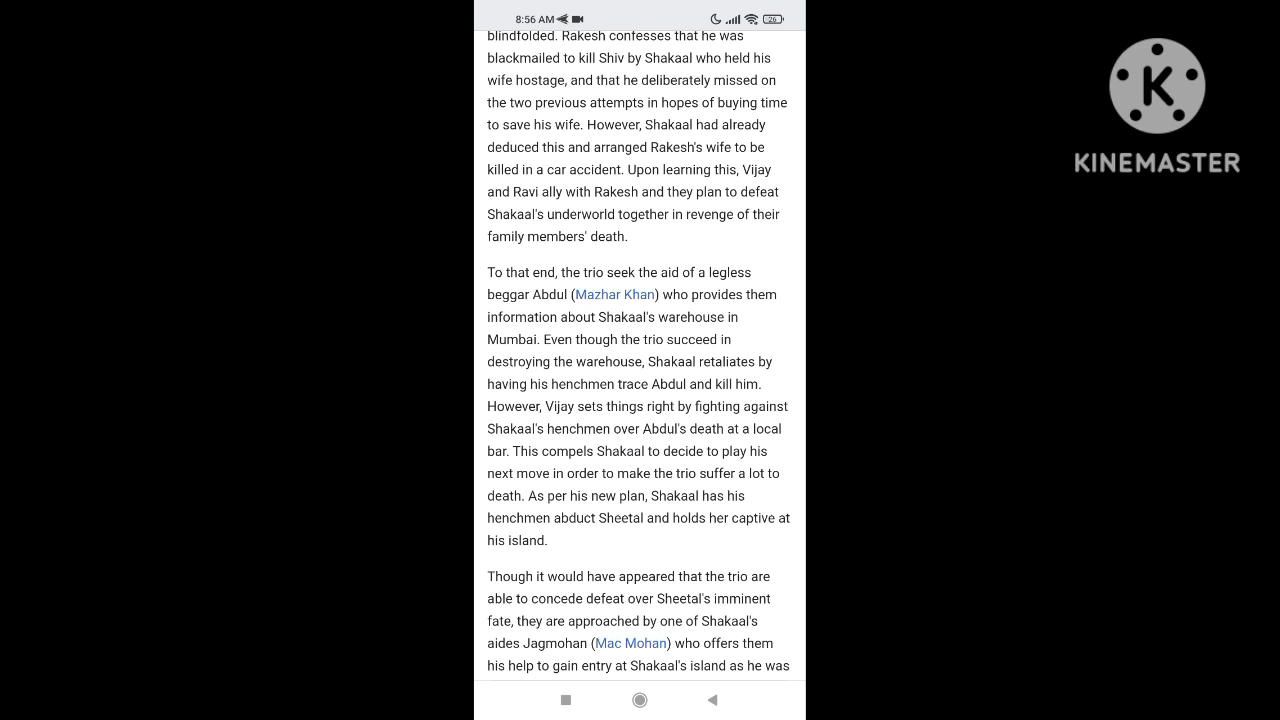 8:56 AM
26
blindfolded. Rakesh confesses that he was
blackmailed to kill Shiv by Shakaal who held his
wife hostage, and that he deliberately missed on
the two previous attempts in hopes of buying time
to save his wife. However, Shakaal had already
deduced this and arranged Rakesh's wife to be
killed in a car accident. Upon learning this, Vijay
and Ravi ally with Rakesh and they plan to defeat
Shakaal's underworld together in revenge of their
family members' death.
To that end, the trio seek the aid of a legless
beggar Abdul (Mazhar Khan) who provides them
information about Shakaal's warehouse in
Mumbai. Even though the trio succeed in
destroying the warehouse, Shakaal retaliates by
having his henchmen trace Abdul and kill him.
However, Vijay sets things right by fighting against
Shakaal's henchmen over Abdul's death at a local
bar. This compels Shakaal to decide to play his
next move in order to make the trio suffer a lot to
death. As per his new plan, Shakaal has his
henchmen abduct Sheetal and holds her captive at
his island.
Though it would have appeared that the trio are
able to concede defeat over Sheetal's imminent
fate, they are approached by one of Shakaal's
aides Jagmohan (Mac Mohan) who offers them
his help to gain entry at Shakaal's island as he was
K
KINEMASTER